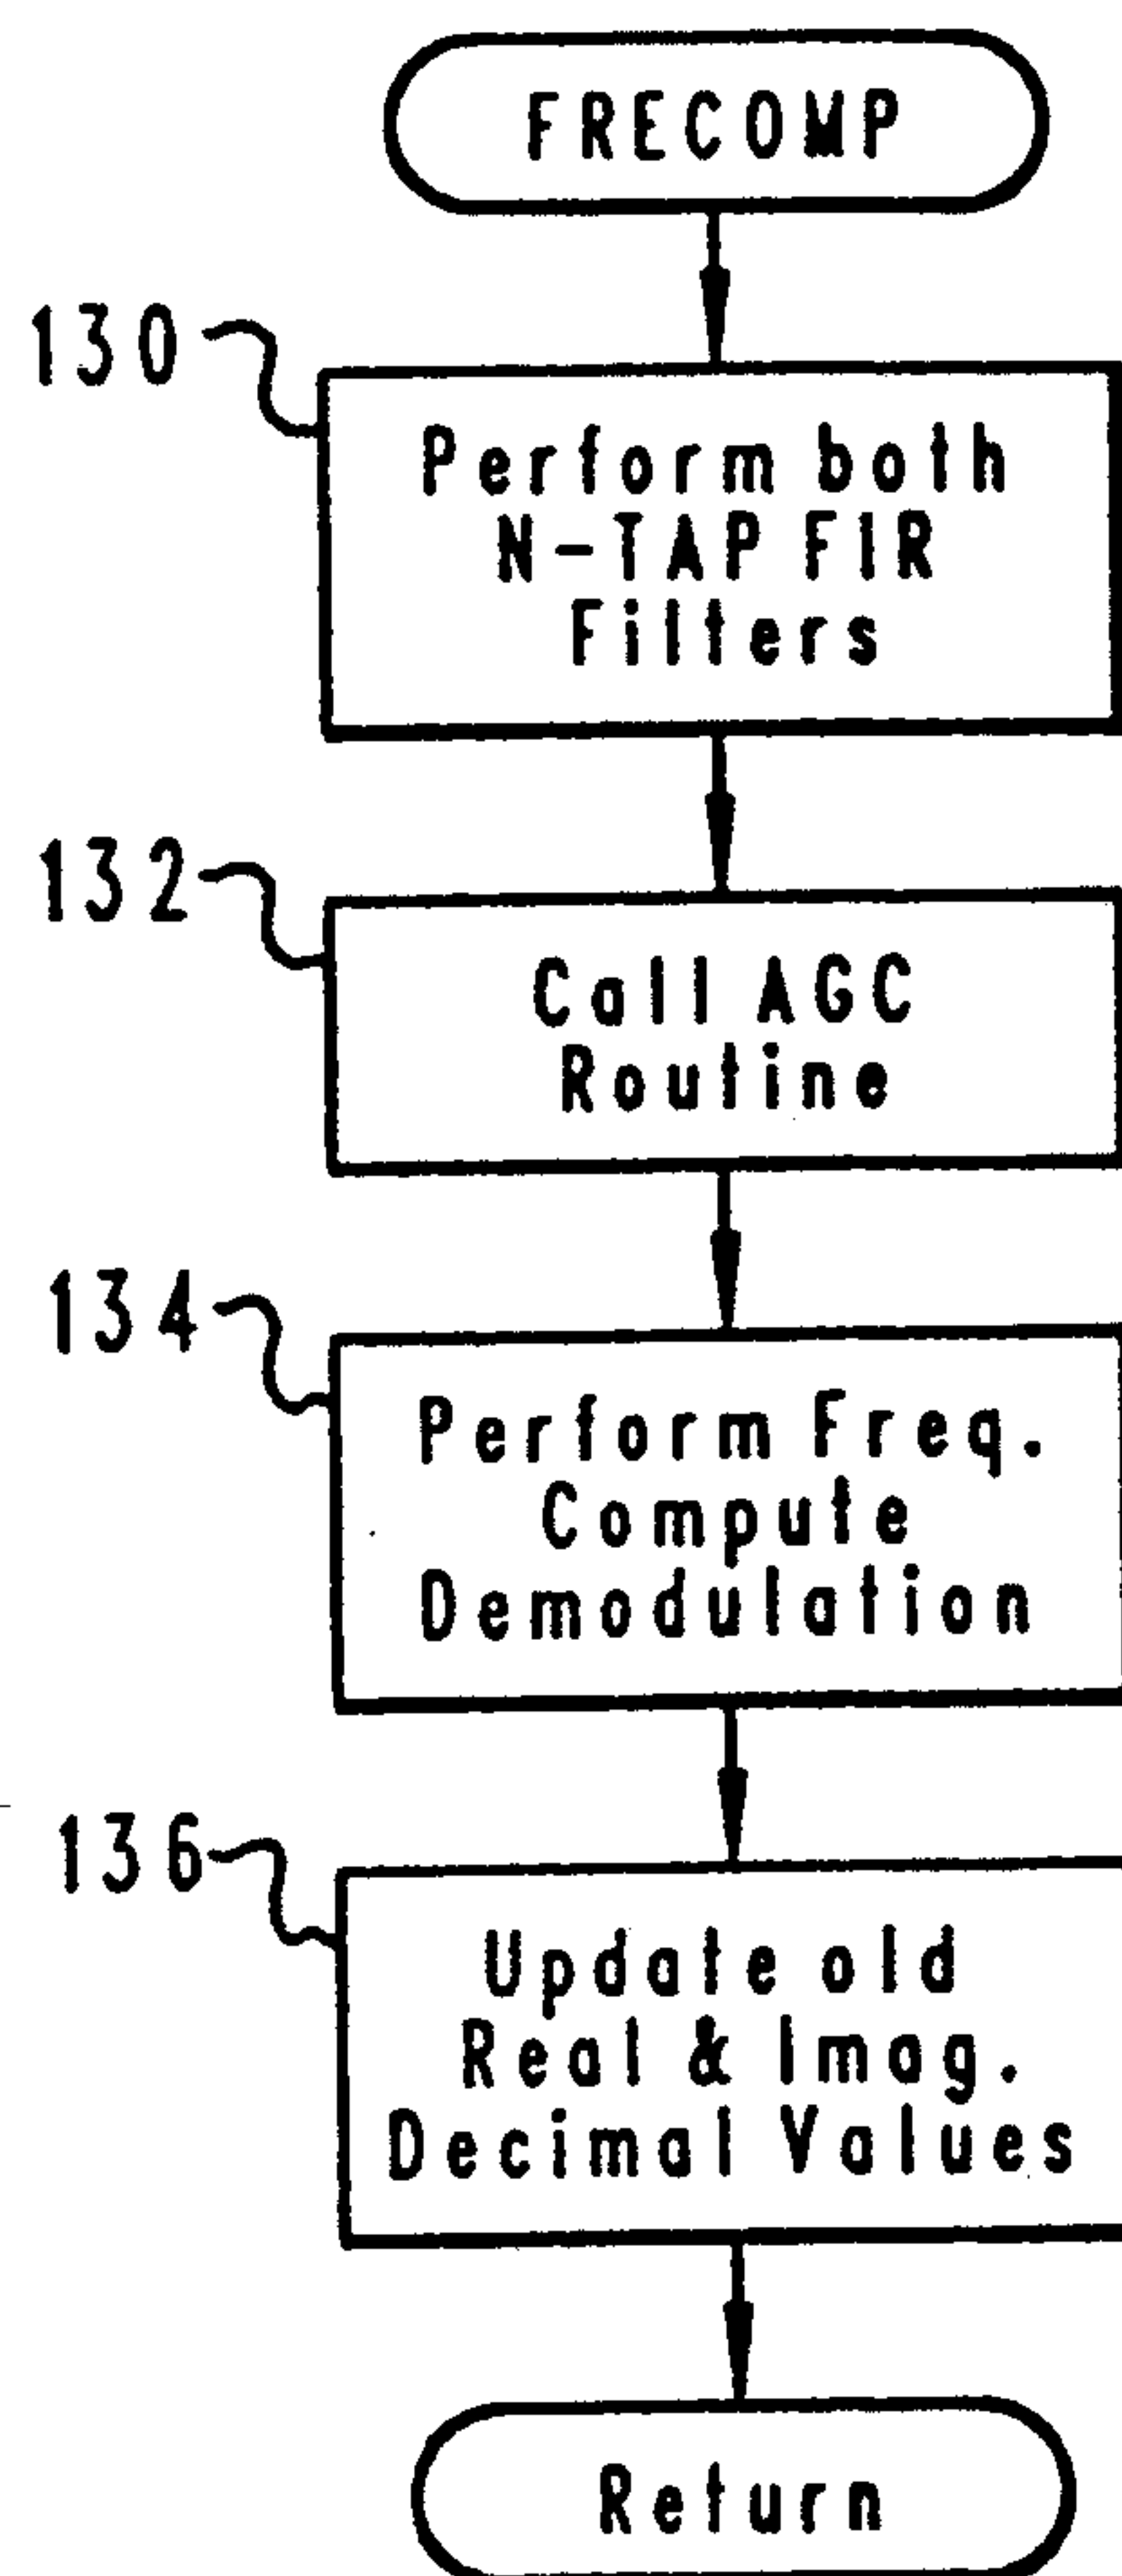 FRECOMP
130
Perform both
N-TAP FIR
Filters
132
Call AGC
Routine
134
Perform Freq.
Compute
Demodulation
136
Update old
Real & Imag.
Decimal Values
Return